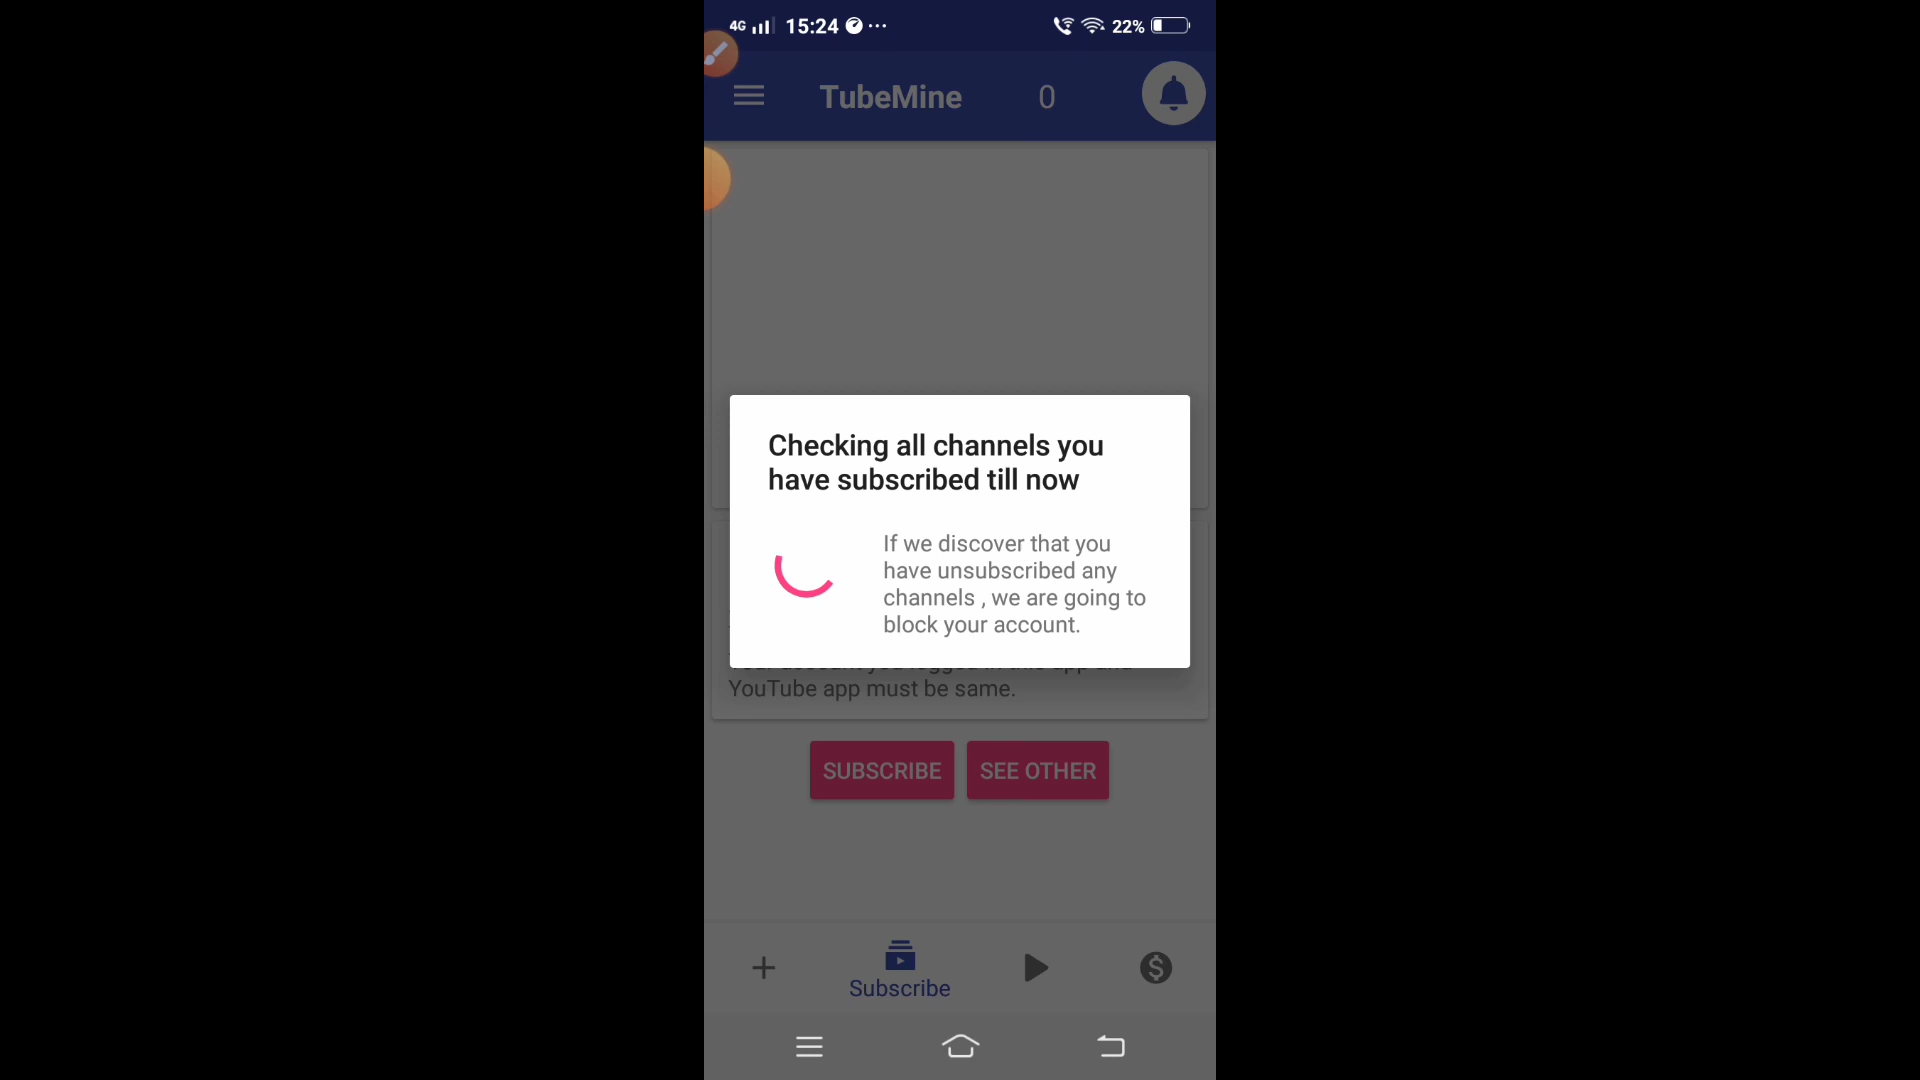 4G 15:24 22%
TubeMine 0
Checking all channels you
have subscribed till now
If we discover that you
have unsubscribed any
channels , we are going to
block your account.
YouTube app must be same.
SUBSCRIBE SEE OTHER
Subscribe